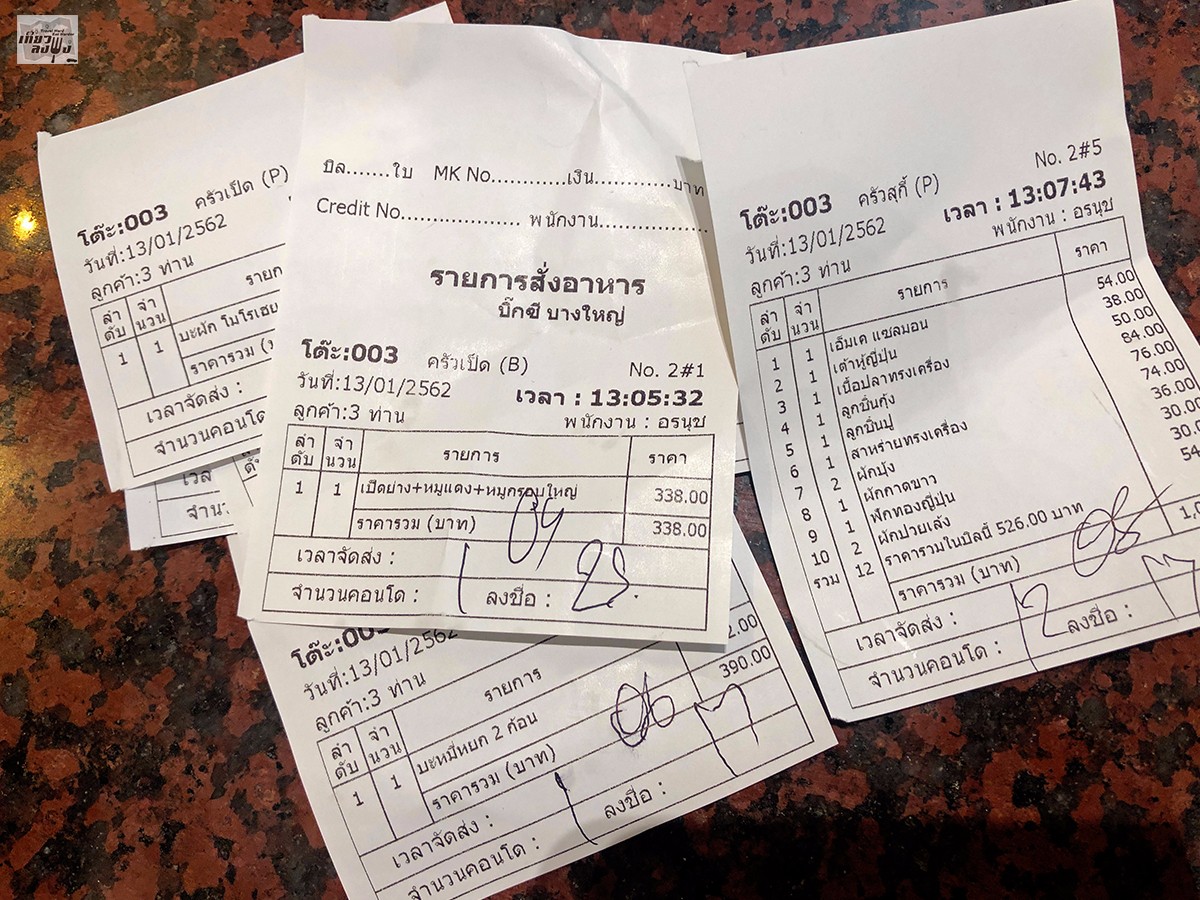 เที่ยว
ลงพุง
โต๊ะ:003 ครัวเป็ด (P)
วันที่:13/01/2562
ลูกค้า:3 ท่าน
ลำดับ จำนวน
1 1 บะผัก โมโรเฮยะ
ราคารวม
เวลาจัดส่ง :
จำนวนคอนโด :
บิล.......ใบ MK No............เงิน............บาท
Credit No................... พนักงาน.................
รายการสั่งอาหาร
บิ๊กซี บางใหญ่
โต๊ะ:003 ครัวเป็ด (B) No. 2#1
วันที่:13/01/2562 เวลา : 13:05:32
ลูกค้า:3 ท่าน พนักงาน : อรนุช
ลำดับ จำนวน รายการ ราคา
1 1 เป็ดย่าง+หมูแดง+หมูกรอบใหญ่ 338.00
ราคารวม (บาท) 338.00
09
เวลาจัดส่ง :
จำนวนคอนโด : 1 ลงชื่อ :
โต๊ะ:003
วันที่:13/01/2562
ลูกค้า:3 ท่าน
ลำดับ จำนวน รายการ
1 1 บะหมี่หยก 2 ก้อน 2.00
ราคารวม (บาท) 390.00
06
เวลาจัดส่ง :
จำนวนคอนโด : 1 ลงชื่อ :
No. 2#5
โต๊ะ:003 ครัวสุกี้ (P) เวลา : 13:07:43
วันที่:13/01/2562 พนักงาน : อรนุช
ลูกค้า:3 ท่าน
ลำดับ จำนวน รายการ ราคา
1 1 เอ็มเค แซลมอน 54.00
2 1 เต้าหู้ญี่ปุ่น 38.00
3 1 เนื้อปลาทรงเครื่อง 50.00
4 1 ลูกชิ้นกุ้ง 84.00
5 1 ลูกชิ้นปู 76.00
6 1 สาหร่ายทรงเครื่อง 74.00
7 2 ผักบุ้ง 36.00
8 1 ผักกาดขาว 30.00
9 1 ฟักทองญี่ปุ่น 30.00
10 2 ผักปวยเล้ง 54
รวม 12 ราคารวมในบิลนี้ 526.00 บาท
ราคารวม (บาท) 1,0
เวลาจัดส่ง :
จำนวนคอนโด : 2 ลงชื่อ :